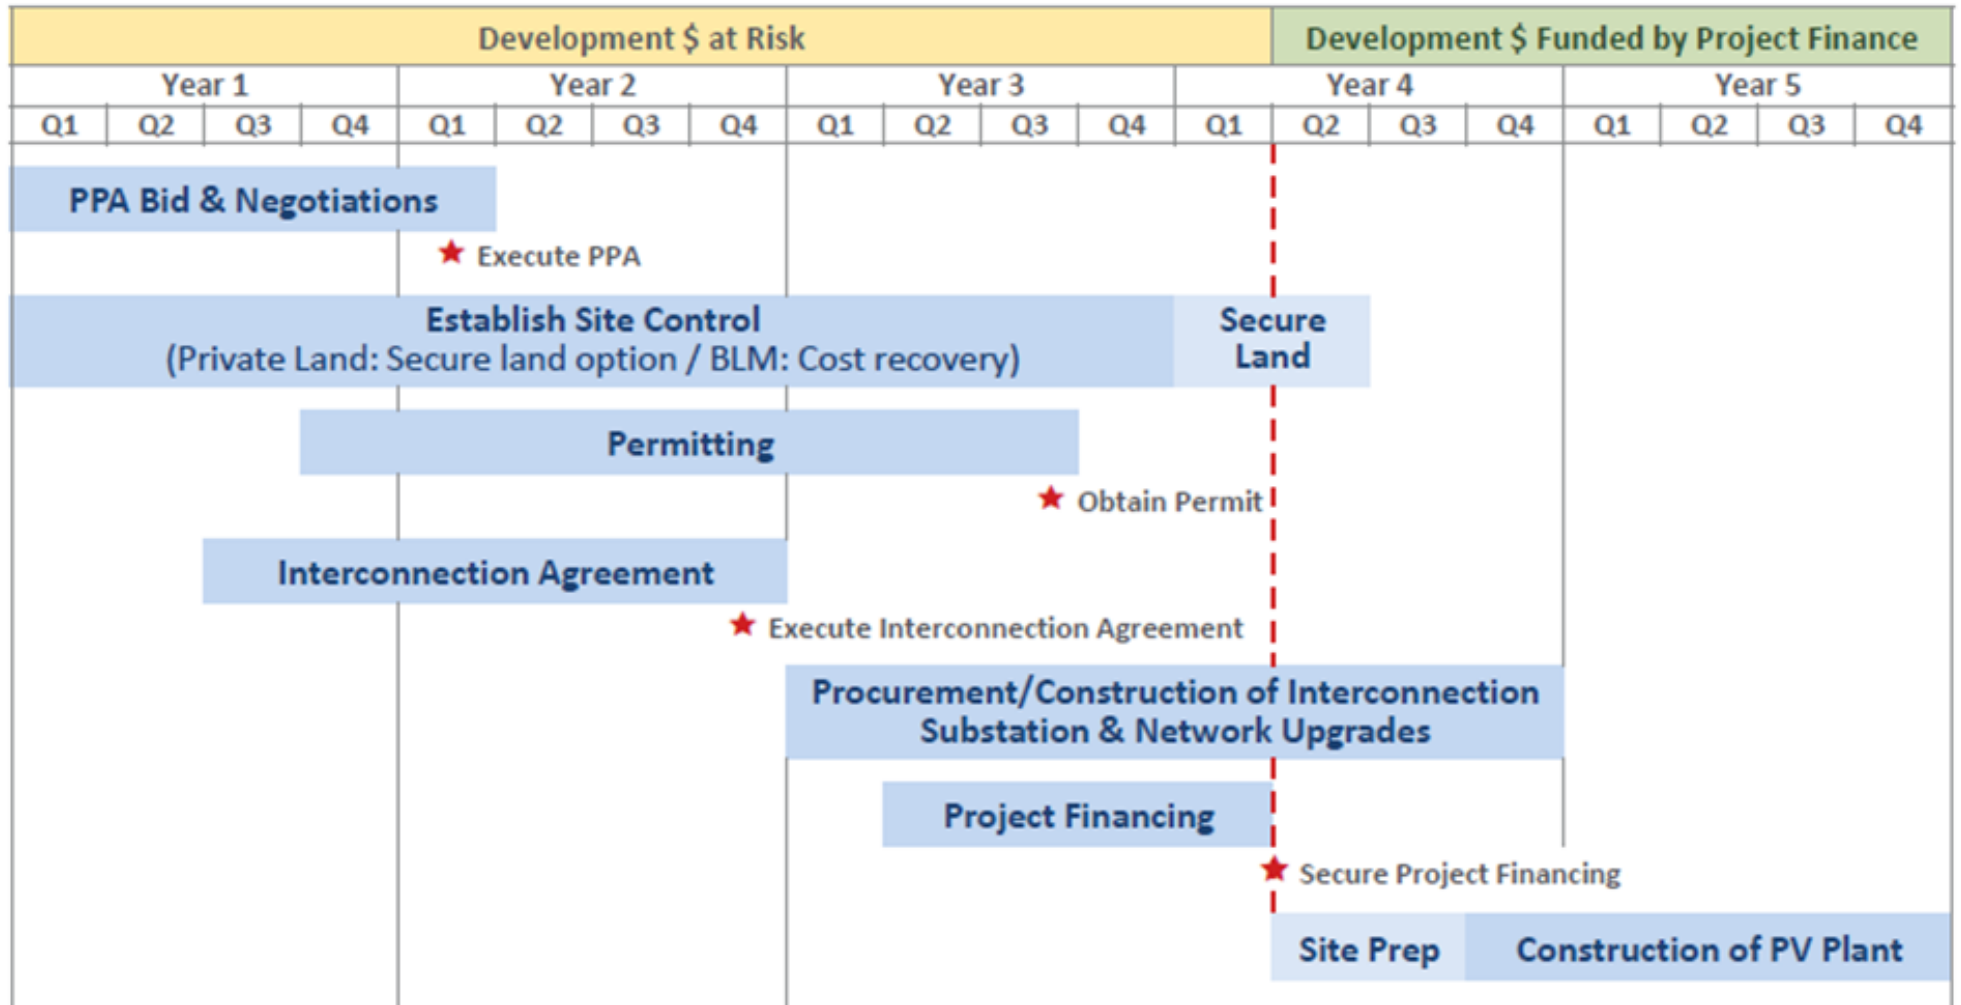 Development $ at Risk
Development $ Funded by Project Finance
Year 1
Year 2
Year 3
Year 4
Year 5
Q1 Q2 Q3 Q4 Q1 Q2 Q3 Q4 Q1 Q2 Q3 Q4 Q1 Q2 Q3 Q4 Q1 Q2 Q3 Q4
PPA Bid & Negotiations
Execute PPA
Establish Site Control
(Private Land: Secure land option / BLM: Cost recovery)
Secure
Land
Permitting
Obtain Permit
Interconnection Agreement
Execute Interconnection Agreement
Procurement/Construction of Interconnection
Substation & Network Upgrades
Project Financing
Secure Project Financing
Site Prep
Construction of PV Plant